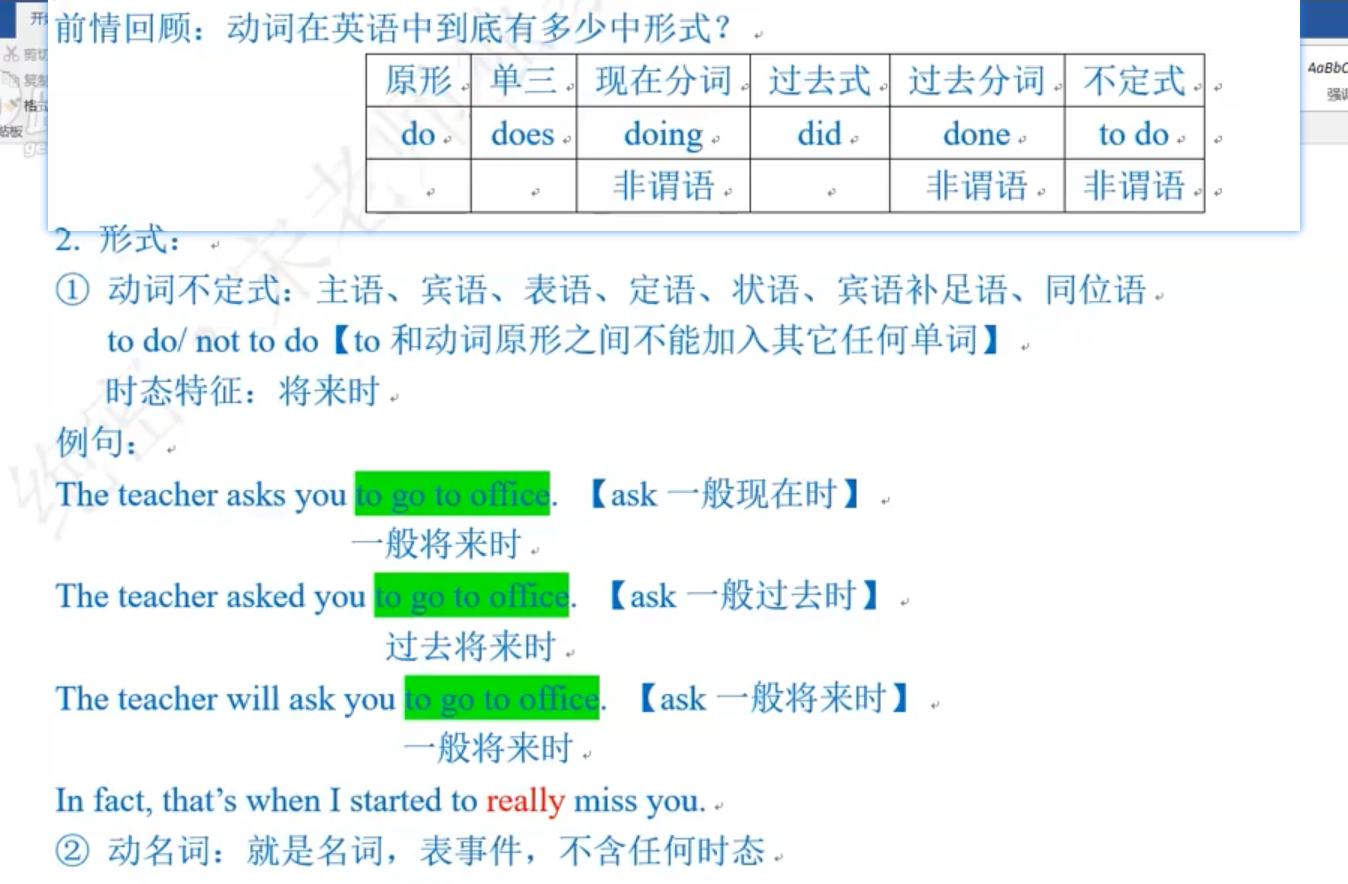 开始
剪切
复制
格式
贴板
AaBbC
强调
前情回顾：动词在英语中到底有多少中形式？
原形 单三 现在分词 过去式 过去分词 不定式
do does doing did done to do
非谓语 非谓语 非谓语
2. 形式：
① 动词不定式：主语、宾语、表语、定语、状语、宾语补足语、同位语
to do/ not to do【to 和动词原形之间不能加入其它任何单词】
时态特征：将来时
例句：
The teacher asks you to go to office. 【ask 一般现在时】
一般将来时
The teacher asked you to go to office. 【ask 一般过去时】
过去将来时
The teacher will ask you to go to office. 【ask 一般将来时】
一般将来时
In fact, that’s when I started to really miss you.
② 动名词：就是名词，表事件，不含任何时态